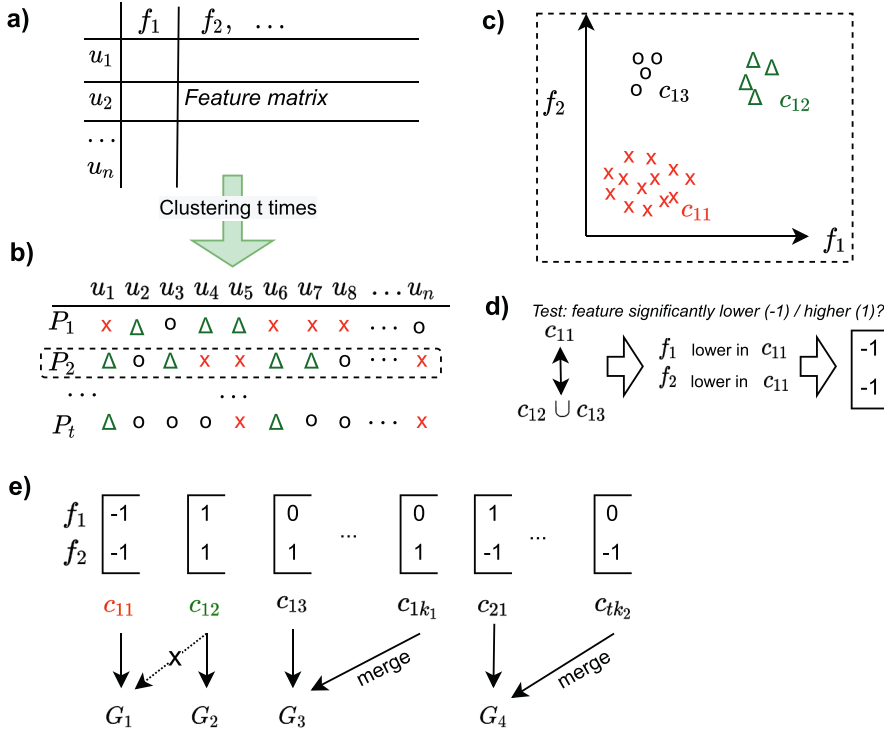 a)
f₁ f₂, ...
u₁
u₂ Feature matrix
...
uₙ
Clustering t times
b)
u₁ u₂ u₃ u₄ u₅ u₆ u₇ u₈ ... uₙ
P₁ x Δ o Δ Δ x x x ... o
P₂ Δ o Δ x x Δ Δ o ... x
... ...
Pₜ Δ o o o x Δ o o ... x
c)
f₂
c₁₃
c₁₂
c₁₁
f₁
d)
Test: feature significantly lower (-1) / higher (1)?
c₁₁
c₁₂ ∪ c₁₃
f₁ lower in c₁₁
f₂ lower in c₁₁
-1
-1
e)
f₁ -1 1 0 ... 1 1 ... 0
f₂ -1 1 1 1 -1 -1
c₁₁ c₁₂ c₁₃ c₁ₖ₁ c₂₁ cₜₖ₂
x merge merge
G₁ G₂ G₃ G₄